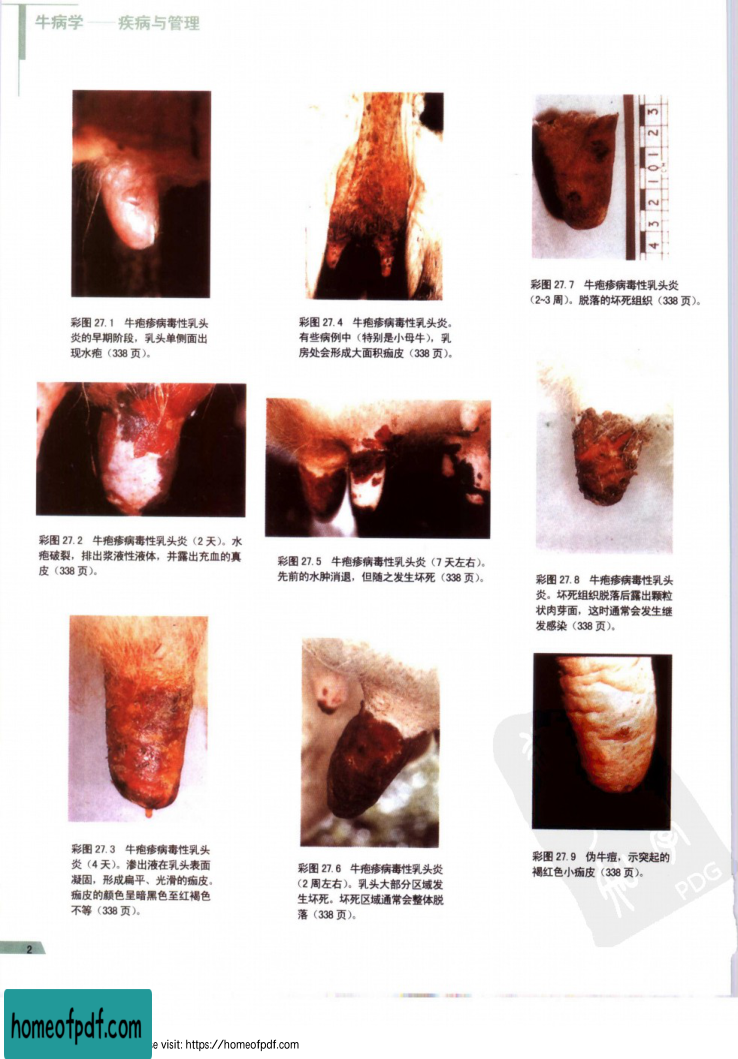 牛病学——疾病与管理
彩图 27.1 牛疱疹病毒性乳头
炎的早期阶段，乳头单侧面出
现水疱（338 页）。
彩图 27.2 牛疱疹病毒性乳头炎（2 天）。水
疱破裂，排出浆液性液体，并露出充血的真
皮（338 页）。
彩图 27.3 牛疱疹病毒性乳头
炎（4 天）。渗出液在乳头表面
凝固，形成扁平、光滑的痂皮。
痂皮的颜色呈暗黑色至红褐色
不等（338 页）。
彩图 27.4 牛疱疹病毒性乳头炎。
有些病例中（特别是小母牛），乳
房处会形成大面积痂皮（338 页）。
彩图 27.5 牛疱疹病毒性乳头炎（7 天左右）。
先前的水肿消退，但随之发生坏死（338 页）。
彩图 27.6 牛疱疹病毒性乳头炎
（2 周左右）。乳头大部分区域发
生坏死。坏死区域通常会整体脱
落（338 页）。
3
2
1
0
1
2
3
4
彩图 27.7 牛疱疹病毒性乳头炎
（2~3 周）。脱落的坏死组织（338 页）。
彩图 27.8 牛疱疹病毒性乳头
炎。坏死组织脱落后露出颗粒
状肉芽面，这时通常会发生继
发感染（338 页）。
彩图 27.9 伪牛痘，示突起的
褐红色小痂皮（338 页）。
PDG
2
homeofpdf.com
se visit: https://homeofpdf.com